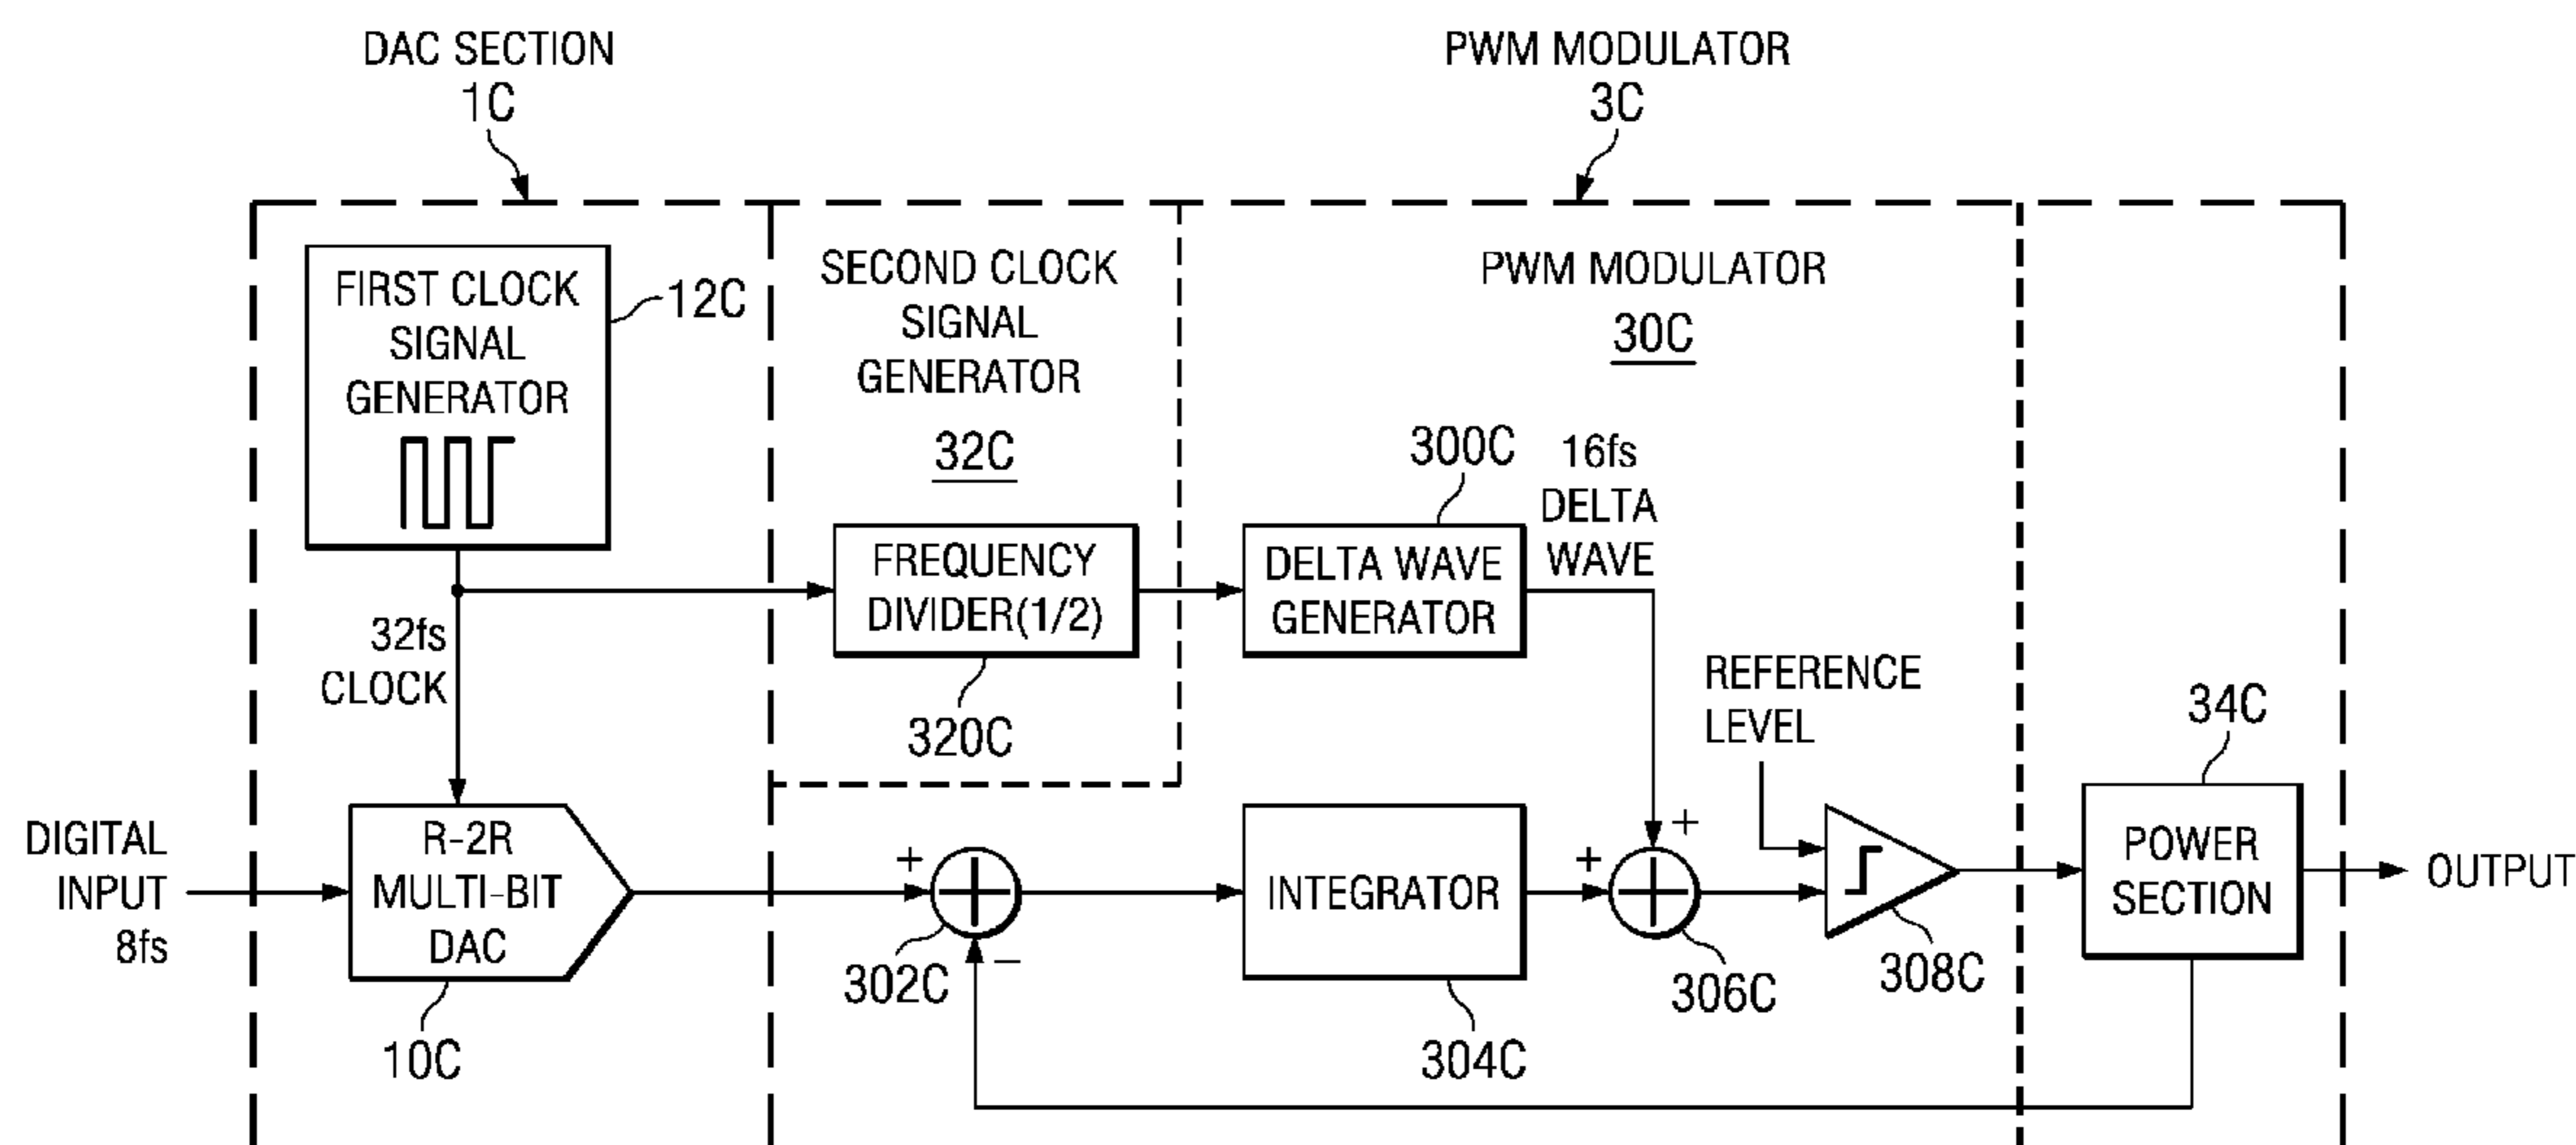 DAC SECTION
1C
PWM MODULATOR
3C
FIRST CLOCK
SIGNAL
GENERATOR
12C
SECOND CLOCK
SIGNAL
GENERATOR
32C
PWM MODULATOR
30C
300C
16fs
DELTA
WAVE
FREQUENCY
DIVIDER(1/2)
320C
DELTA WAVE
GENERATOR
32fs
CLOCK
REFERENCE
LEVEL
34C
DIGITAL
INPUT
8fs
R-2R
MULTI-BIT
DAC
10C
+
−
302C
INTEGRATOR
304C
+
+
306C
308C
POWER
SECTION
OUTPUT